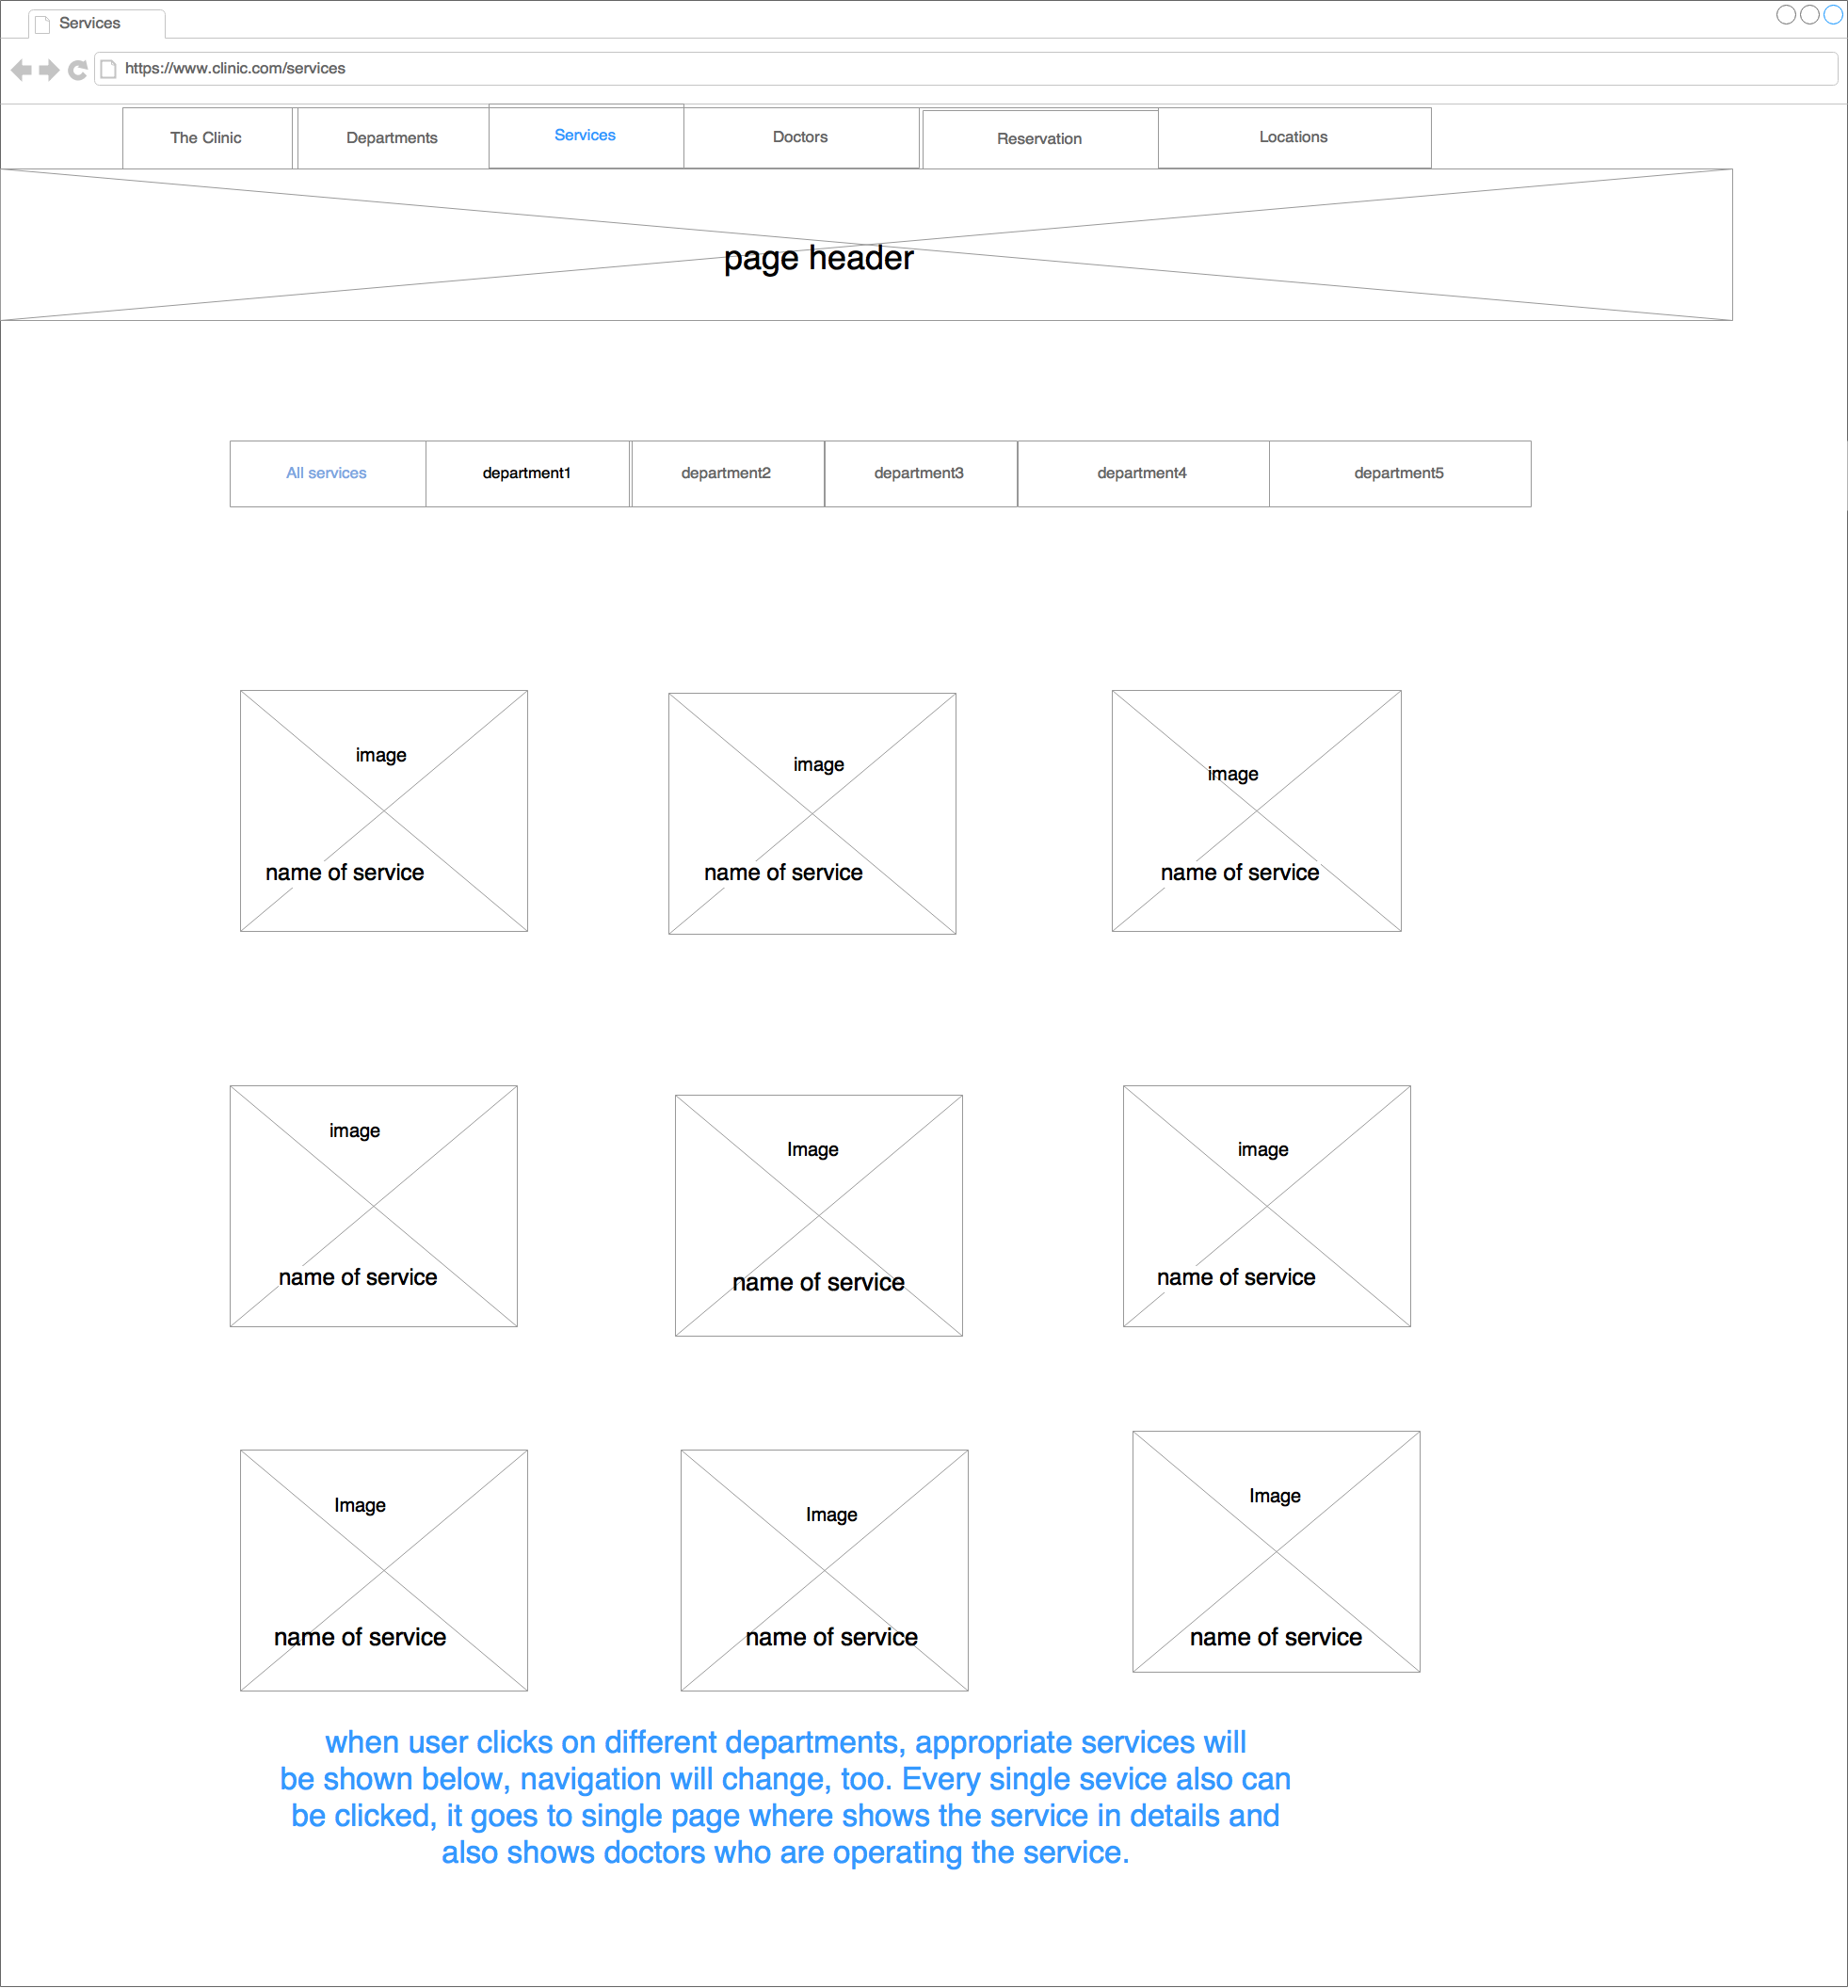 Services
https://www.clinic.com/services
The Clinic
Departments
Services
Doctors
Reservation
Locations
page header
All services
department1
department2
department3
department4
department5
image
image
image
name of service
name of service
name of service
image
Image
image
name of service
name of service
name of service
Image
Image
Image
name of service
name of service
name of service
when user clicks on different departments, appropriate services will
be shown below, navigation will change, too. Every single sevice also can
be clicked, it goes to single page where shows the service in details and
also shows doctors who are operating the service.